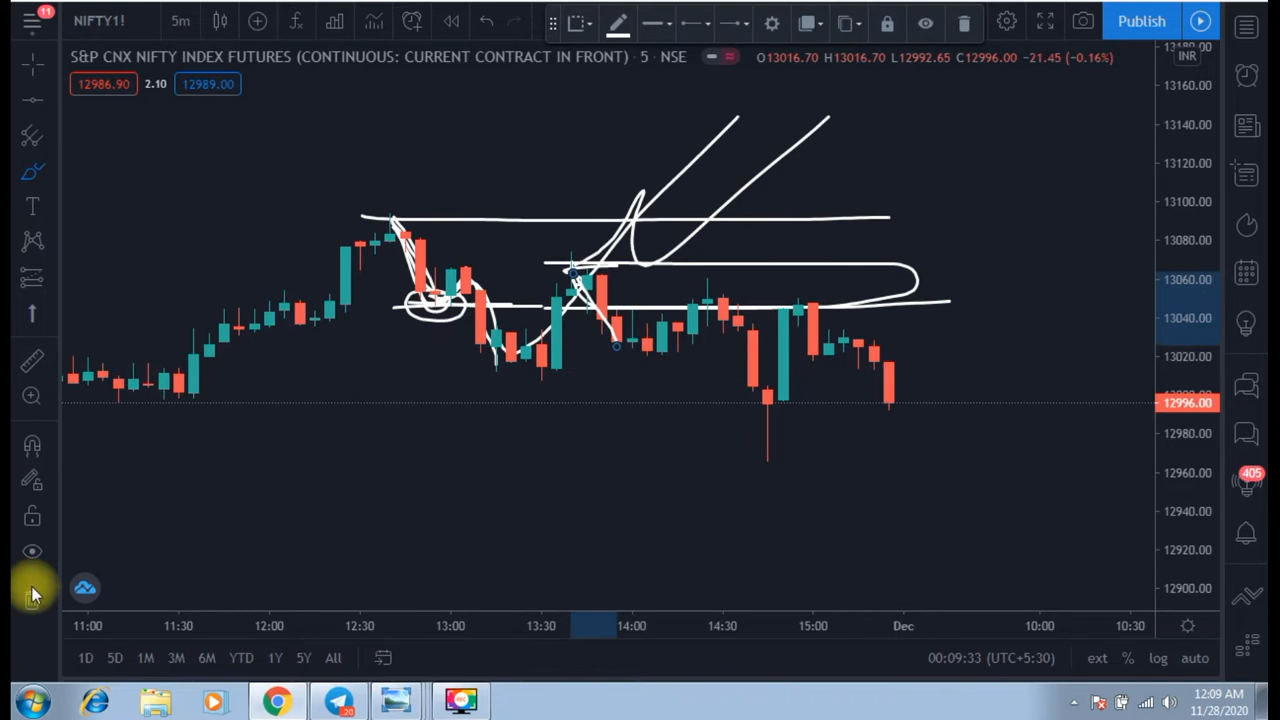 11
NIFTY1!
5m
Publish
S&P CNX NIFTY INDEX FUTURES (CONTINUOUS: CURRENT CONTRACT IN FRONT) · 5 · NSE
O13016.70 H13016.70 L12992.65 C12996.00 −21.45 (−0.16%)
INR
12986.90 2.10 12989.00
13160.00
13140.00
13120.00
13100.00
13080.00
13060.00
13040.00
13020.00
12996.00
12980.00
12960.00
12940.00
12920.00
12900.00
405
11:00 11:30 12:00 12:30 13:00 13:30 14:00 14:30 15:00 Dec 10:00 10:30
1D 5D 1M 3M 6M YTD 1Y 5Y All
00:09:33 (UTC+5:30) ext % log auto
20
12:09 AM
11/28/2020